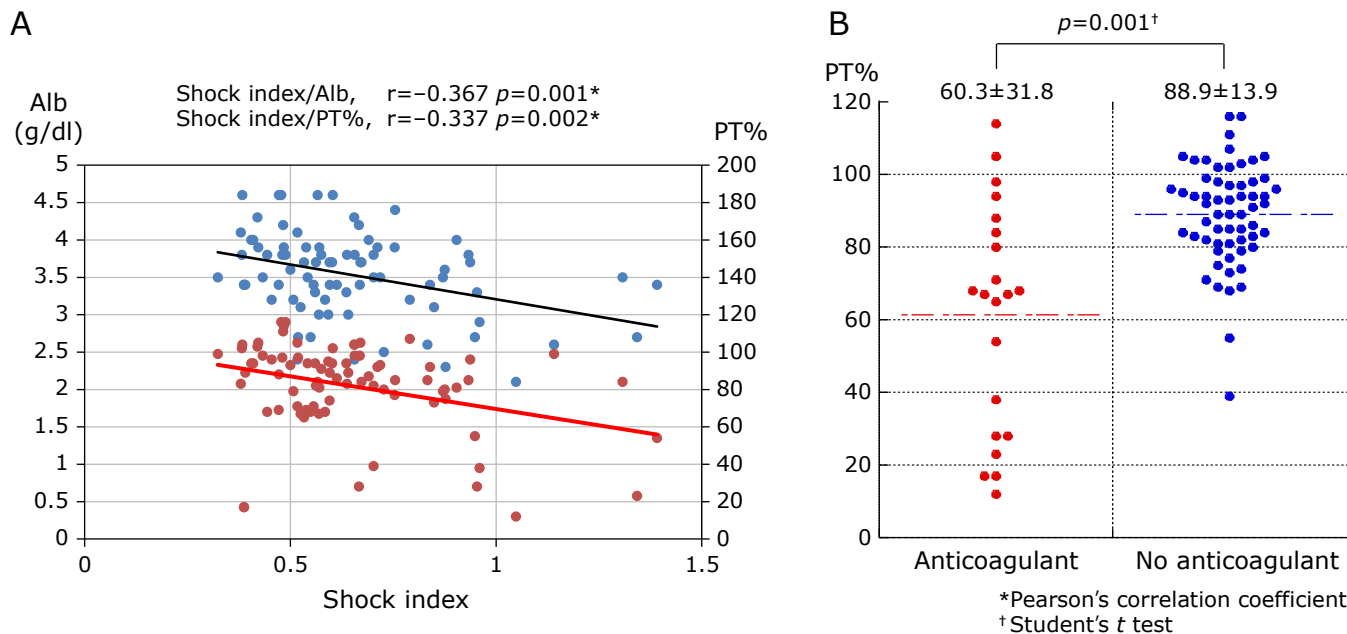 A
Shock index/Alb, r=−0.367 p=0.001*
Shock index/PT%, r=−0.337 p=0.002*
Alb
(g/dl)
PT%
5
4.5
4
3.5
3
2.5
2
1.5
1
0.5
0
200
180
160
140
120
100
80
60
40
20
0
0
0.5
1
1.5
Shock index
B
p=0.001†
PT%
60.3±31.8
88.9±13.9
120
100
80
60
40
20
0
Anticoagulant
No anticoagulant
*Pearson's correlation coefficient
†Student's t test